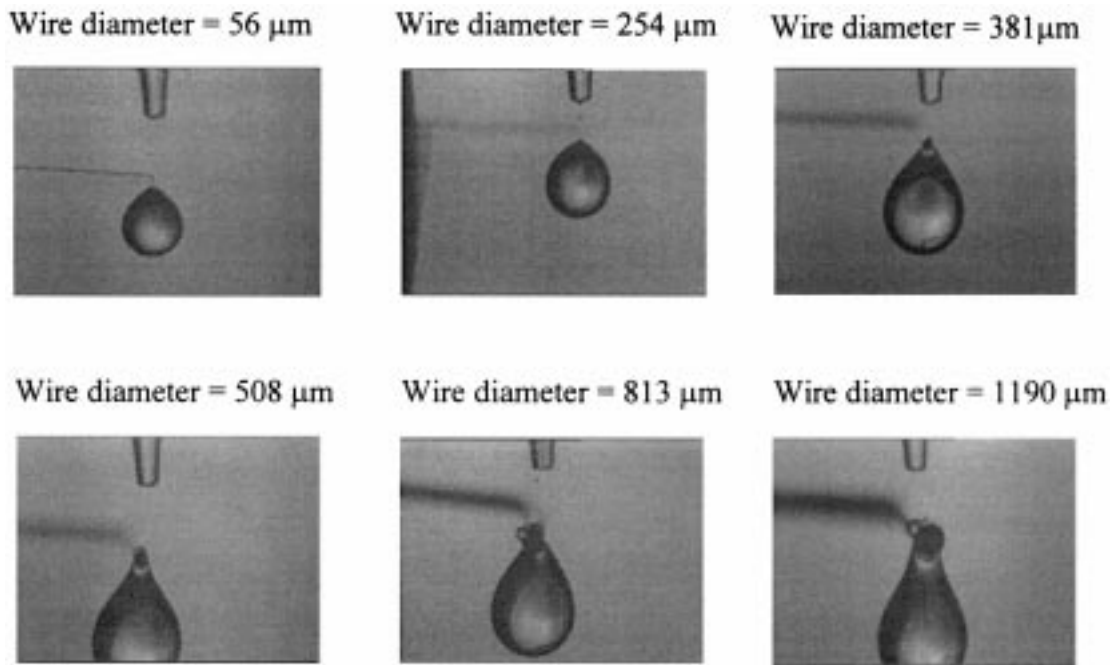 Wire diameter = 56 μm
Wire diameter = 254 μm
Wire diameter = 381μm
Wire diameter = 508 μm
Wire diameter = 813 μm
Wire diameter = 1190 μm